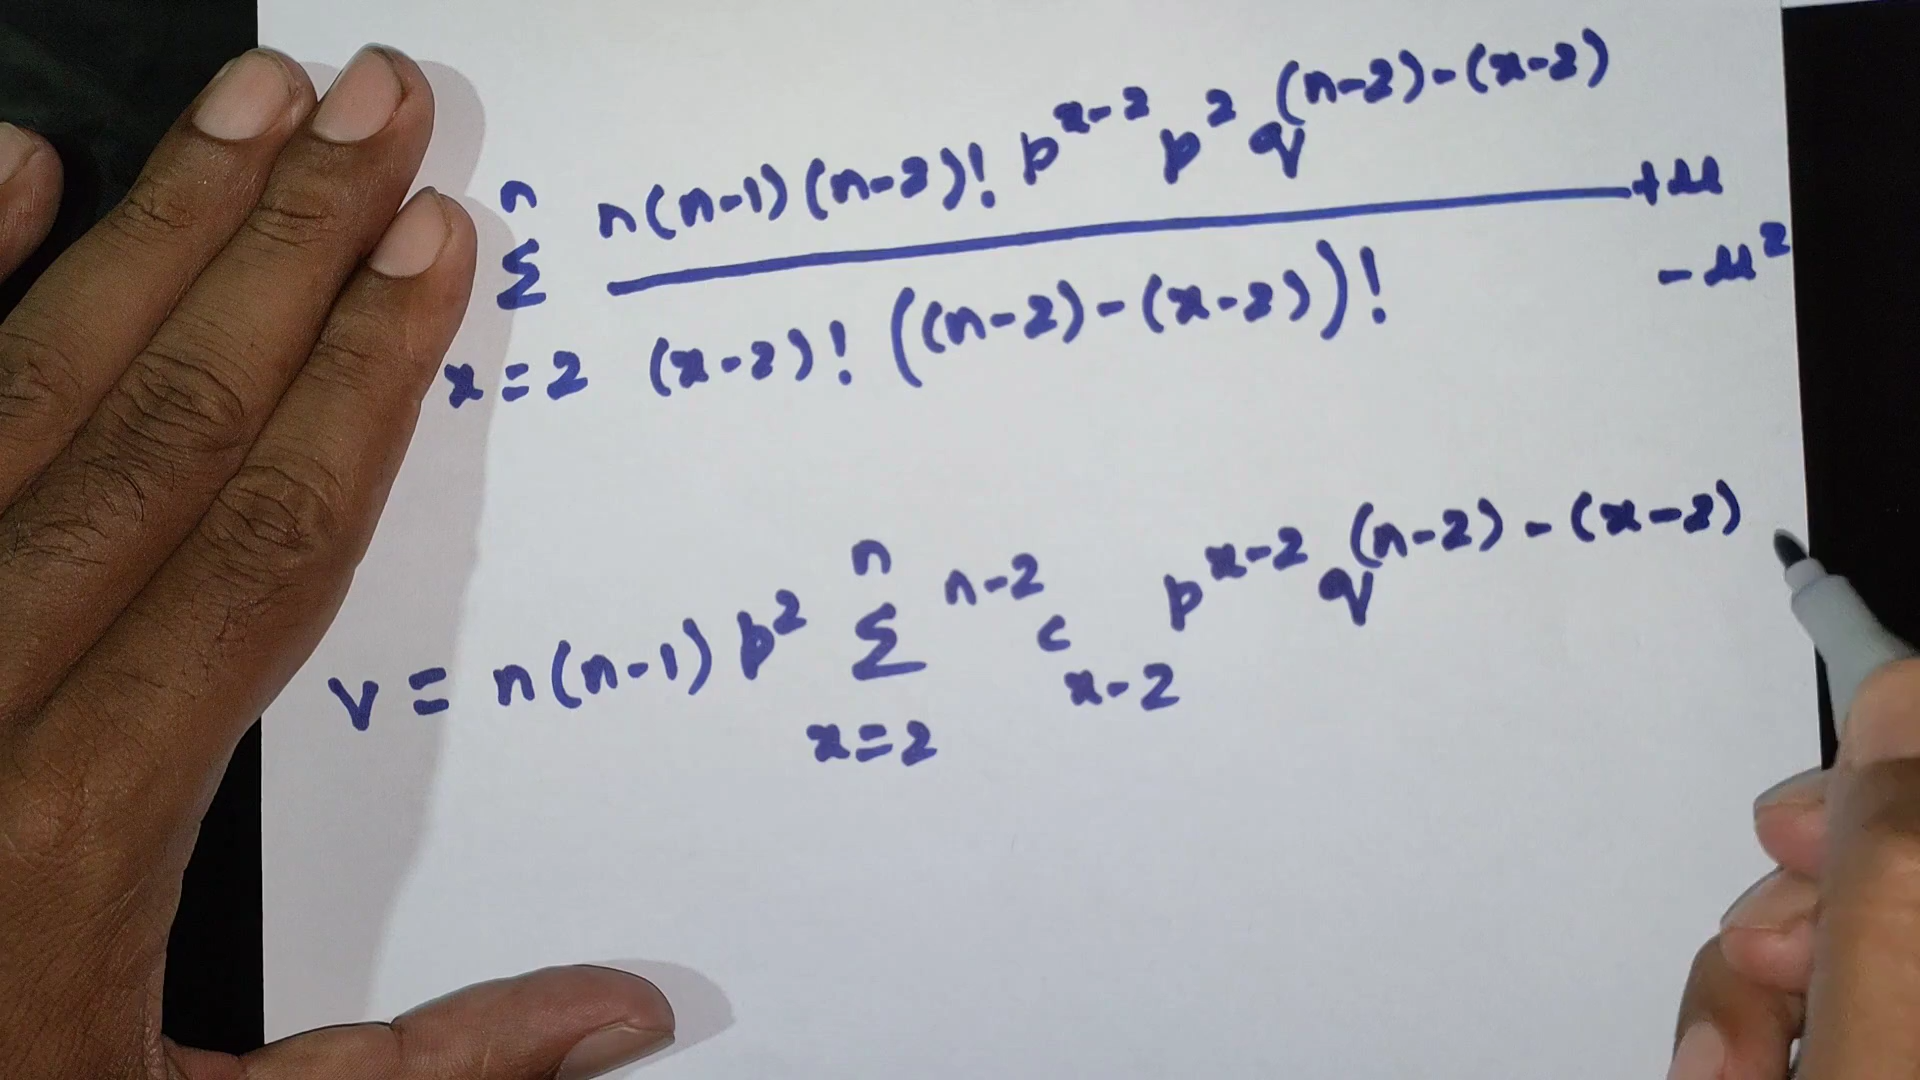 n n(n-1)(n-2)! p^{x-2} p^2 q^{(n-2)-(x-2)}
Σ ———————————— +μ
x=2 (x-2)! ((n-2)-(x-2))! -μ^2
V = n(n-1) p^2 Σ_{x=2}^{n} ^{n-2}C_{x-2} p^{x-2} q^{(n-2)-(x-2)}